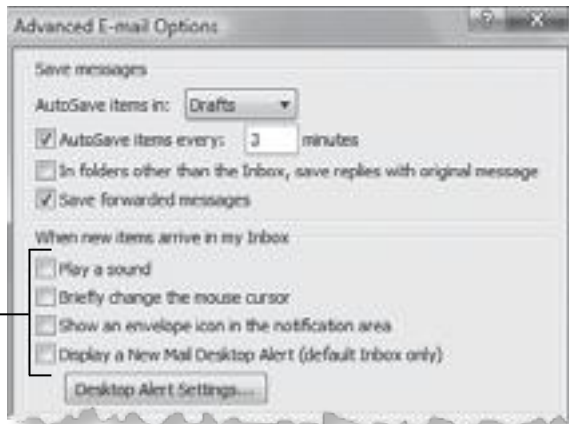 Advanced E-mail Options
Save messages
AutoSave items in: Drafts
AutoSave items every: 3 minutes
In folders other than the Inbox, save replies with original message
Save forwarded messages
When new items arrive in my Inbox
Play a sound
Briefly change the mouse cursor
Show an envelope icon in the notification area
Display a New Mail Desktop Alert (default Inbox only)
Desktop Alert Settings...